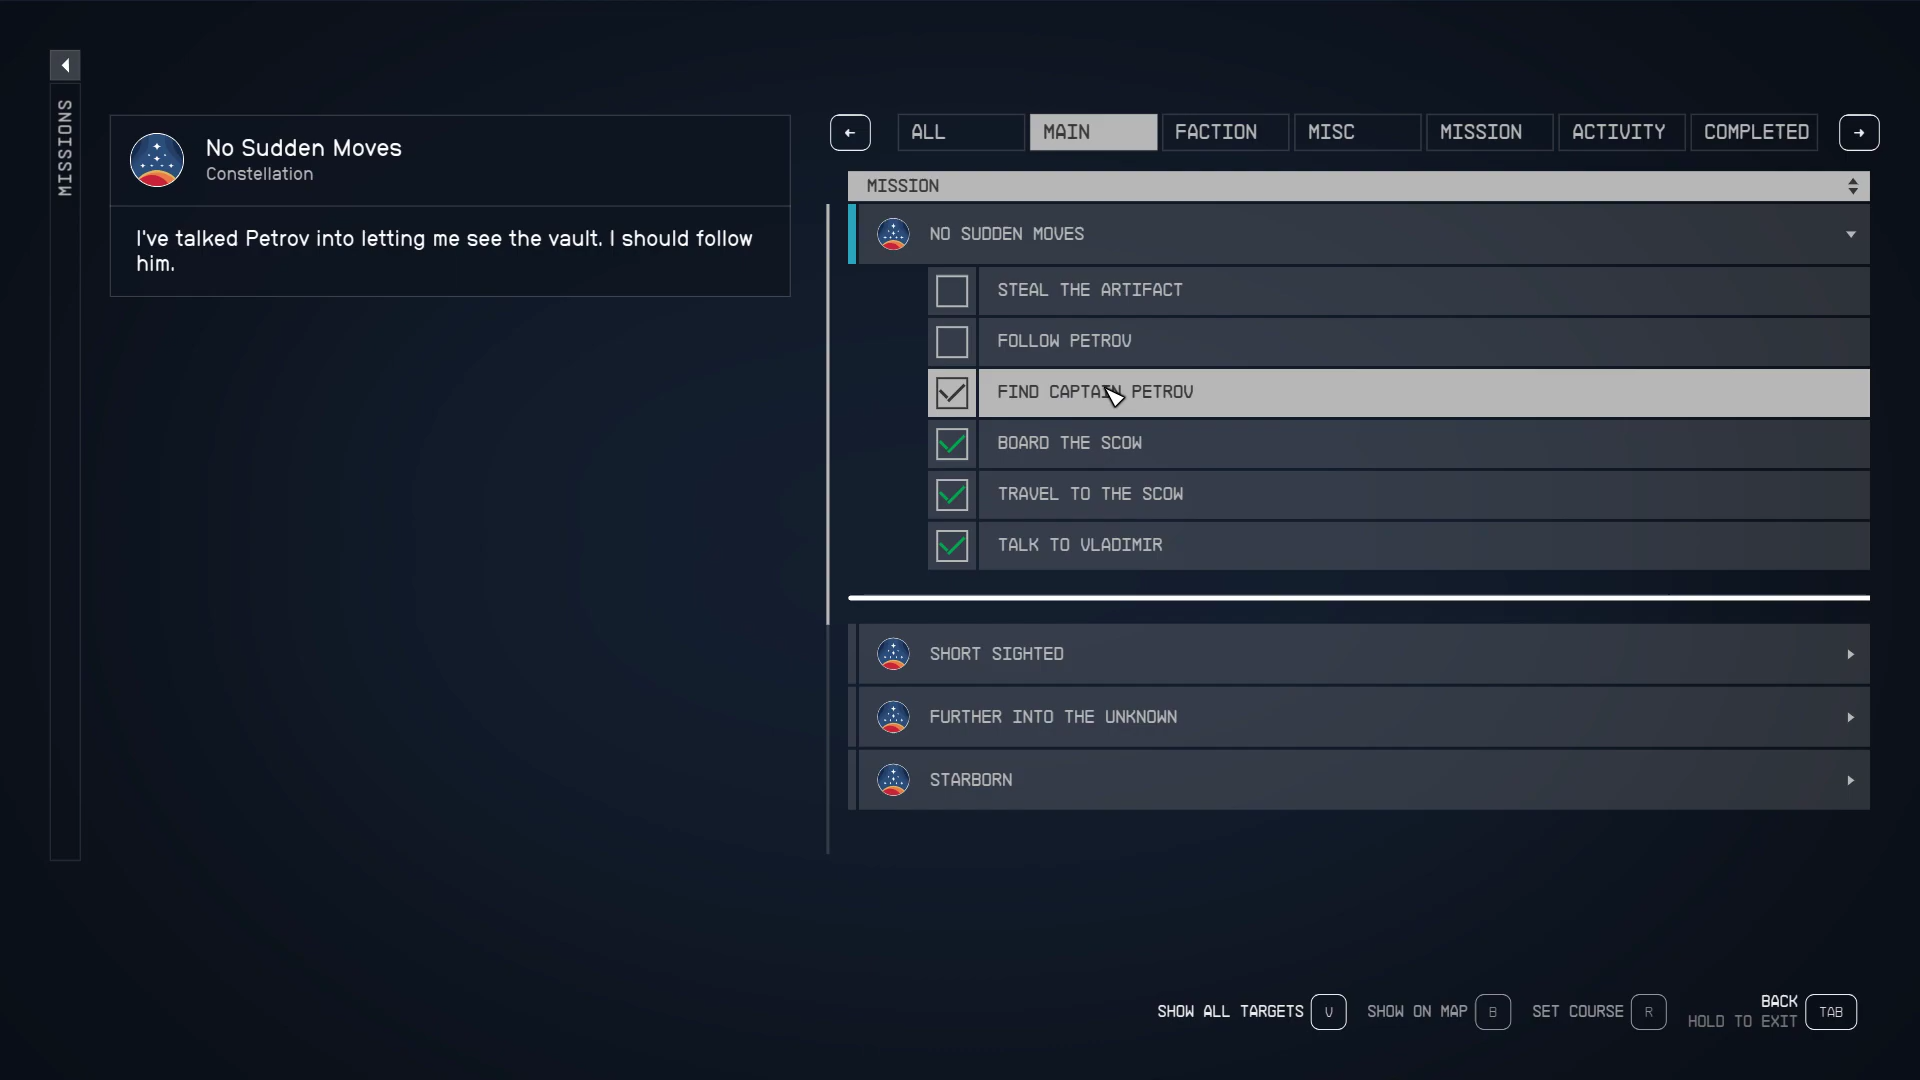 MISSIONS
No Sudden Moves
Constellation
I've talked Petrov into letting me see the vault. I should follow
him.
ALL
MAIN
FACTION
MISC
MISSION
ACTIVITY
COMPLETED
MISSION
NO SUDDEN MOVES
STEAL THE ARTIFACT
FOLLOW PETROV
FIND CAPTAIN PETROV
BOARD THE SCOW
TRAVEL TO THE SCOW
TALK TO VLADIMIR
SHORT SIGHTED
FURTHER INTO THE UNKNOWN
STARBORN
SHOW ALL TARGETS V
SHOW ON MAP B
SET COURSE R
BACK
HOLD TO EXIT
TAB